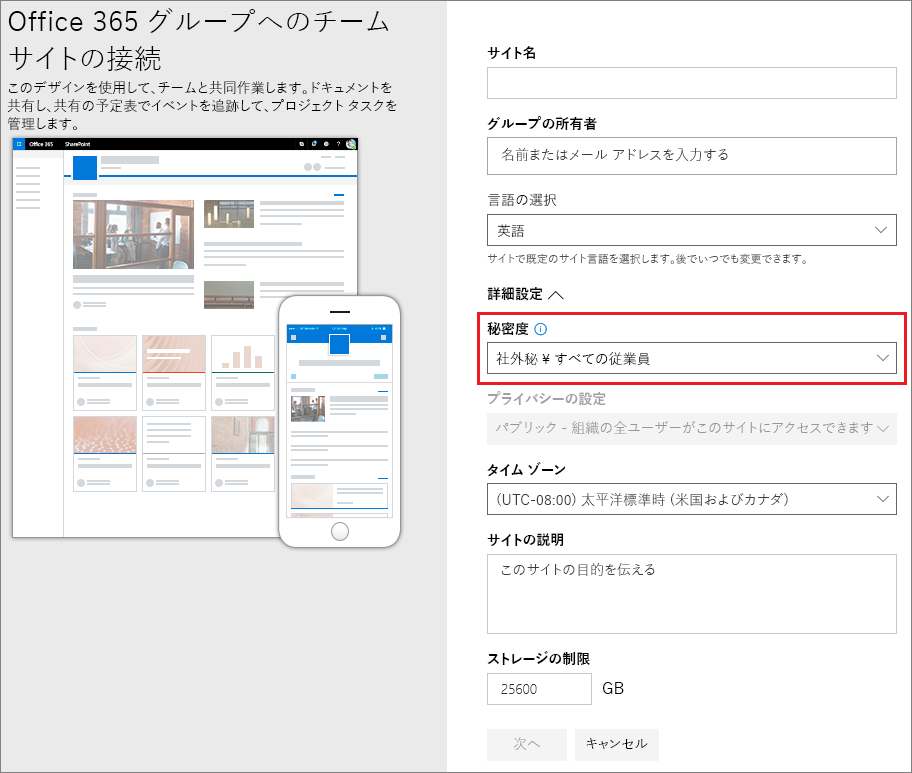 Office 365 グループへのチーム
サイトの接続
このデザインを使用して、チームと共同作業します。ドキュメントを
共有し、共有の予定表でイベントを追跡して、プロジェクト タスクを
管理します。
Office 365 SharePoint
サイト名
グループの所有者
名前またはメール アドレスを入力する
言語の選択
英語
サイトで既定のサイト言語を選択します。後でいつでも変更できます。
詳細設定
秘密度
社外秘 ¥ すべての従業員
プライバシーの設定
パブリック - 組織の全ユーザーがこのサイトにアクセスできます
タイム ゾーン
(UTC-08:00) 太平洋標準時 (米国およびカナダ)
サイトの説明
このサイトの目的を伝える
ストレージの制限
25600 GB
次へ キャンセル